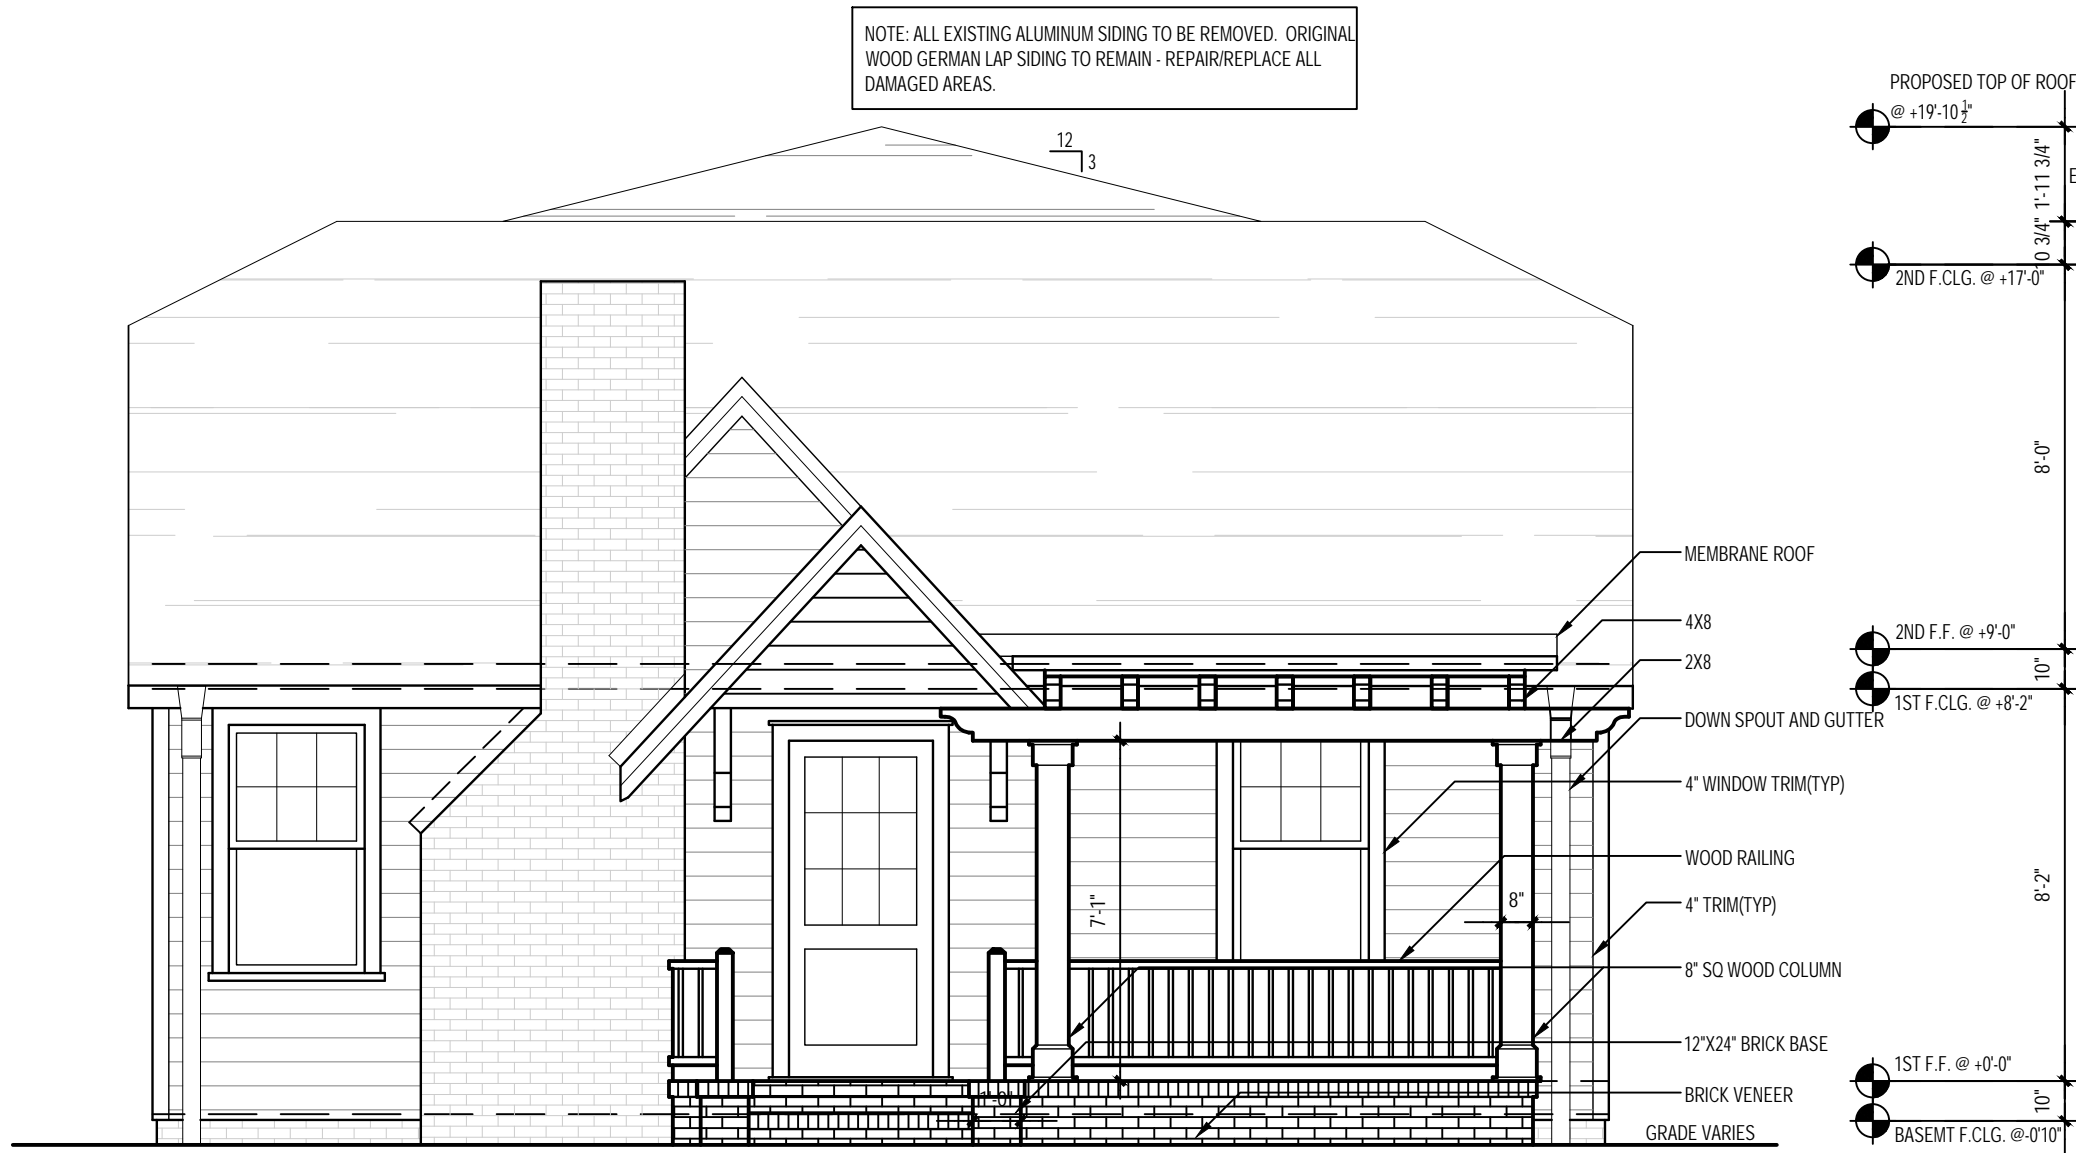 NOTE: ALL EXISTING ALUMINUM SIDING TO BE REMOVED. ORIGINAL
WOOD GERMAN LAP SIDING TO REMAIN - REPAIR/REPLACE ALL
DAMAGED AREAS.
12
3
PROPOSED TOP OF ROOF
@ +19'-10 1/2"
1'-11 3/4"
0 3/4"
E
2ND F.CLG. @ +17'-0"
8'-0"
MEMBRANE ROOF
4X8
2X8
2ND F.F. @ +9'-0"
10"
1ST F.CLG. @ +8'-2"
DOWN SPOUT AND GUTTER
4" WINDOW TRIM(TYP)
WOOD RAILING
8"
7'-1"
8'-2"
4" TRIM(TYP)
8" SQ WOOD COLUMN
12"X24" BRICK BASE
1ST F.F. @ +0'-0"
BRICK VENEER
1'-0"
10"
GRADE VARIES
BASEMT F.CLG. @-0'10"